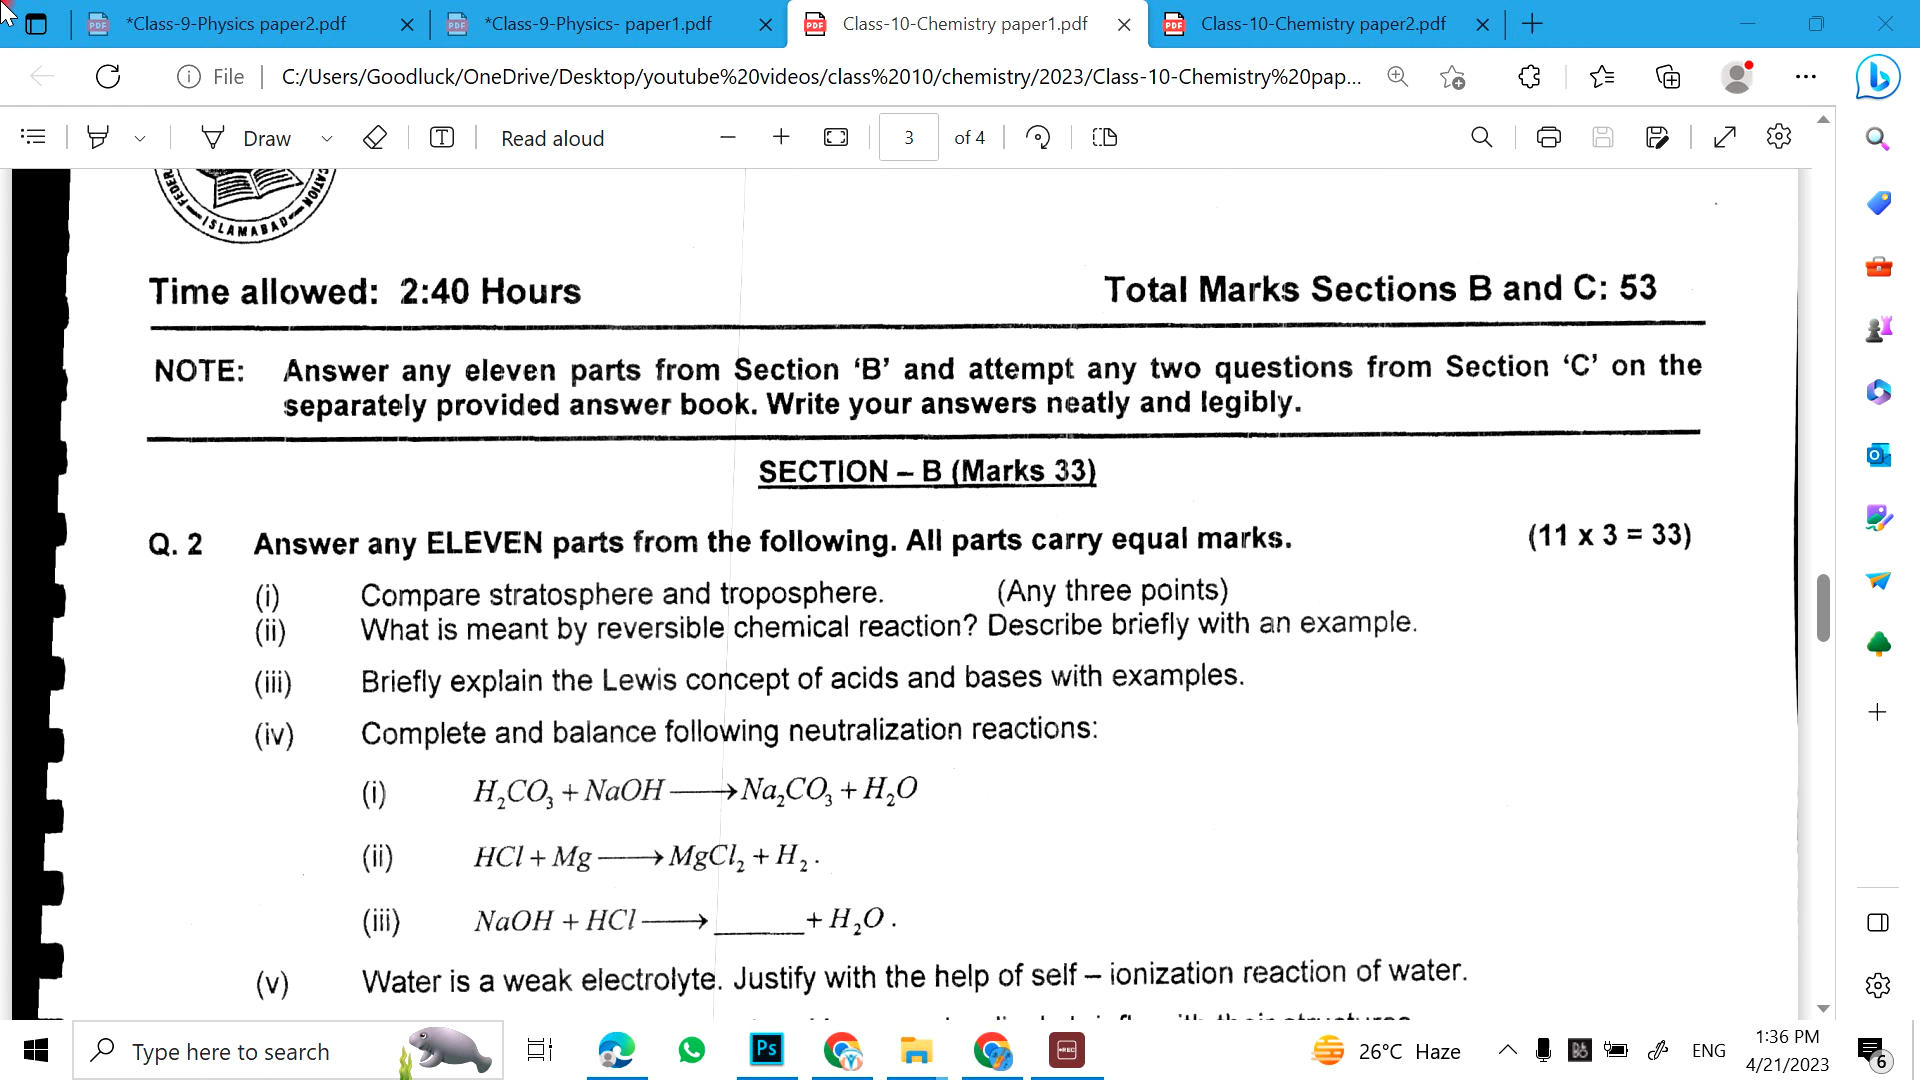 *Class-9-Physics paper2.pdf
*Class-9-Physics- paper1.pdf
Class-10-Chemistry paper1.pdf
Class-10-Chemistry paper2.pdf
File
C:/Users/Goodluck/OneDrive/Desktop/youtube%20videos/class%2010/chemistry/2023/Class-10-Chemistry%20pap...
Draw
Read aloud
3 of 4
ISLAMABAD
Time allowed: 2:40 Hours
Total Marks Sections B and C: 53
NOTE: Answer any eleven parts from Section ‘B’ and attempt any two questions from Section ‘C’ on the
separately provided answer book. Write your answers neatly and legibly.
SECTION – B (Marks 33)
Q. 2 Answer any ELEVEN parts from the following. All parts carry equal marks. (11 x 3 = 33)
(i) Compare stratosphere and troposphere. (Any three points)
(ii) What is meant by reversible chemical reaction? Describe briefly with an example.
(iii) Briefly explain the Lewis concept of acids and bases with examples.
(iv) Complete and balance following neutralization reactions:
(i) H₂CO₃ + NaOH ⟶ Na₂CO₃ + H₂O
(ii) HCl + Mg ⟶ MgCl₂ + H₂ .
(iii) NaOH + HCl ⟶ ______ + H₂O .
(v) Water is a weak electrolyte. Justify with the help of self – ionization reaction of water.
Type here to search
Ps
REC
26°C Haze
ENG
1:36 PM
4/21/2023
6